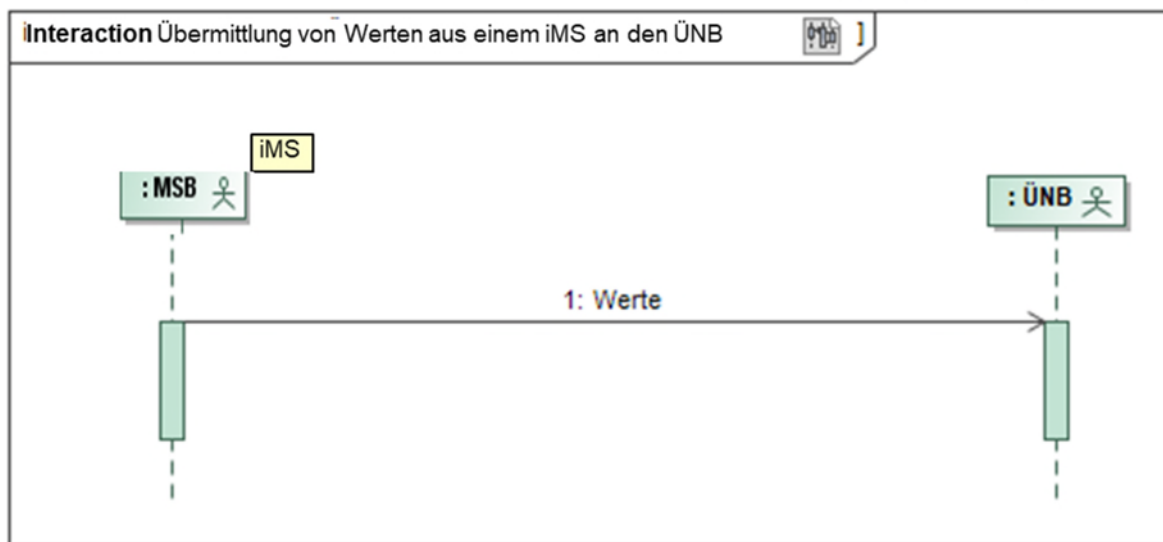 Interaction Übermittlung von Werten aus einem iMS an den ÜNB ]
iMS
: MSB
: ÜNB
1: Werte